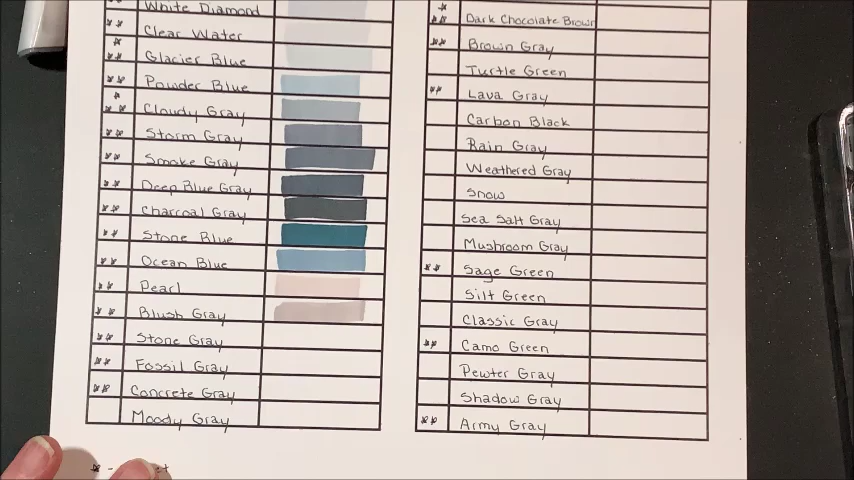 White Diamond
** Clear Water
*
** Glacier Blue
** Powder Blue
*
** Cloudy Gray
** Storm Gray
** Smoke Gray
** Deep Blue Gray
** Charcoal Gray
** Stone Blue
** Ocean Blue
** Pearl
** Blush Gray
** Stone Gray
** Fossil Gray
** Concrete Gray
Moody Gray
* -
*
** Dark Chocolate Brown
** Brown Gray
Turtle Green
** Lava Gray
Carbon Black
Rain Gray
Weathered Gray
Snow
Sea Salt Gray
Mushroom Gray
** Sage Green
Silt Green
Classic Gray
** Camo Green
Pewter Gray
Shadow Gray
** Army Gray